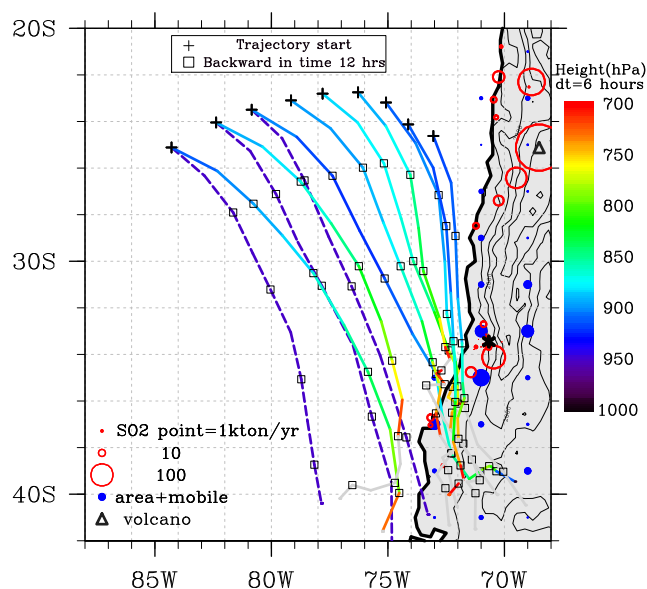 20S
Trajectory start
Backward in time 12 hrs
Height(hPa)
dt=6 hours
700
750
800
850
900
950
1000
30S
SO2 point=1kton/yr
10
100
area+mobile
volcano
40S
85W
80W
75W
70W